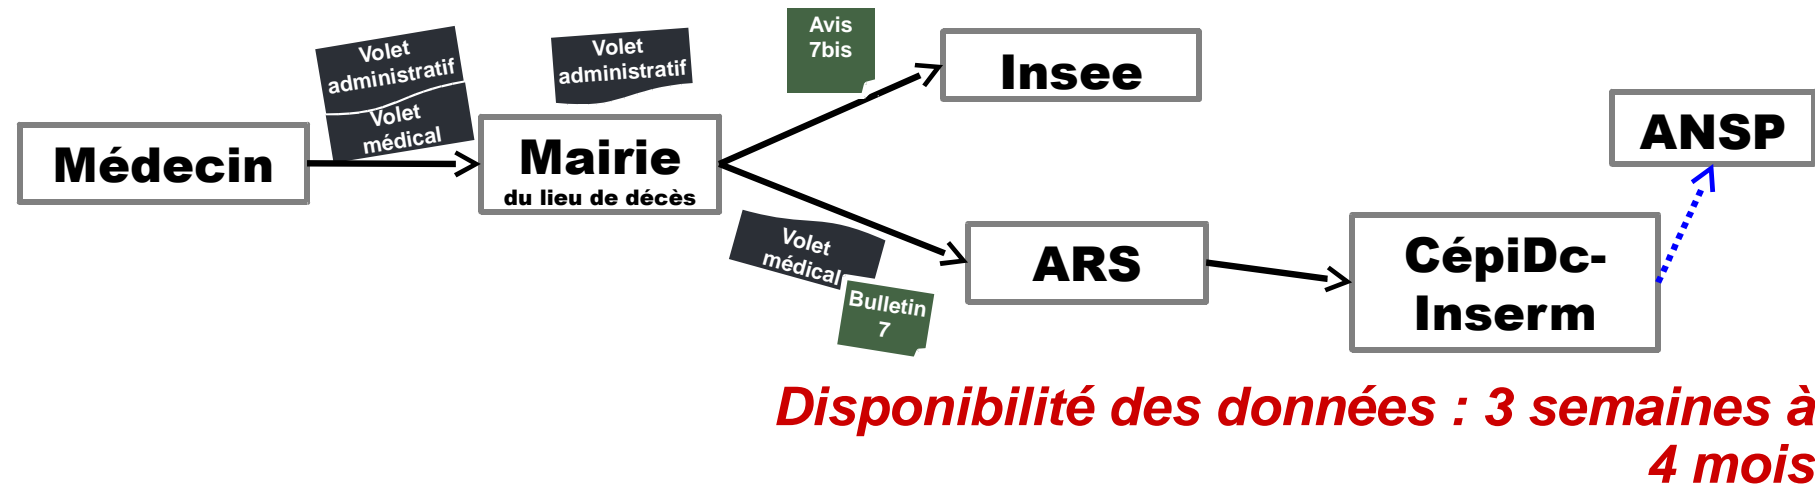 Volet
administratif
Volet
médical
Volet
administratif
Avis
7bis
Insee
ANSP
Médecin
Mairie
du lieu de décès
Volet
médical
Bulletin
7
ARS
CépiDc-
Inserm
Disponibilité des données : 3 semaines à
4 mois